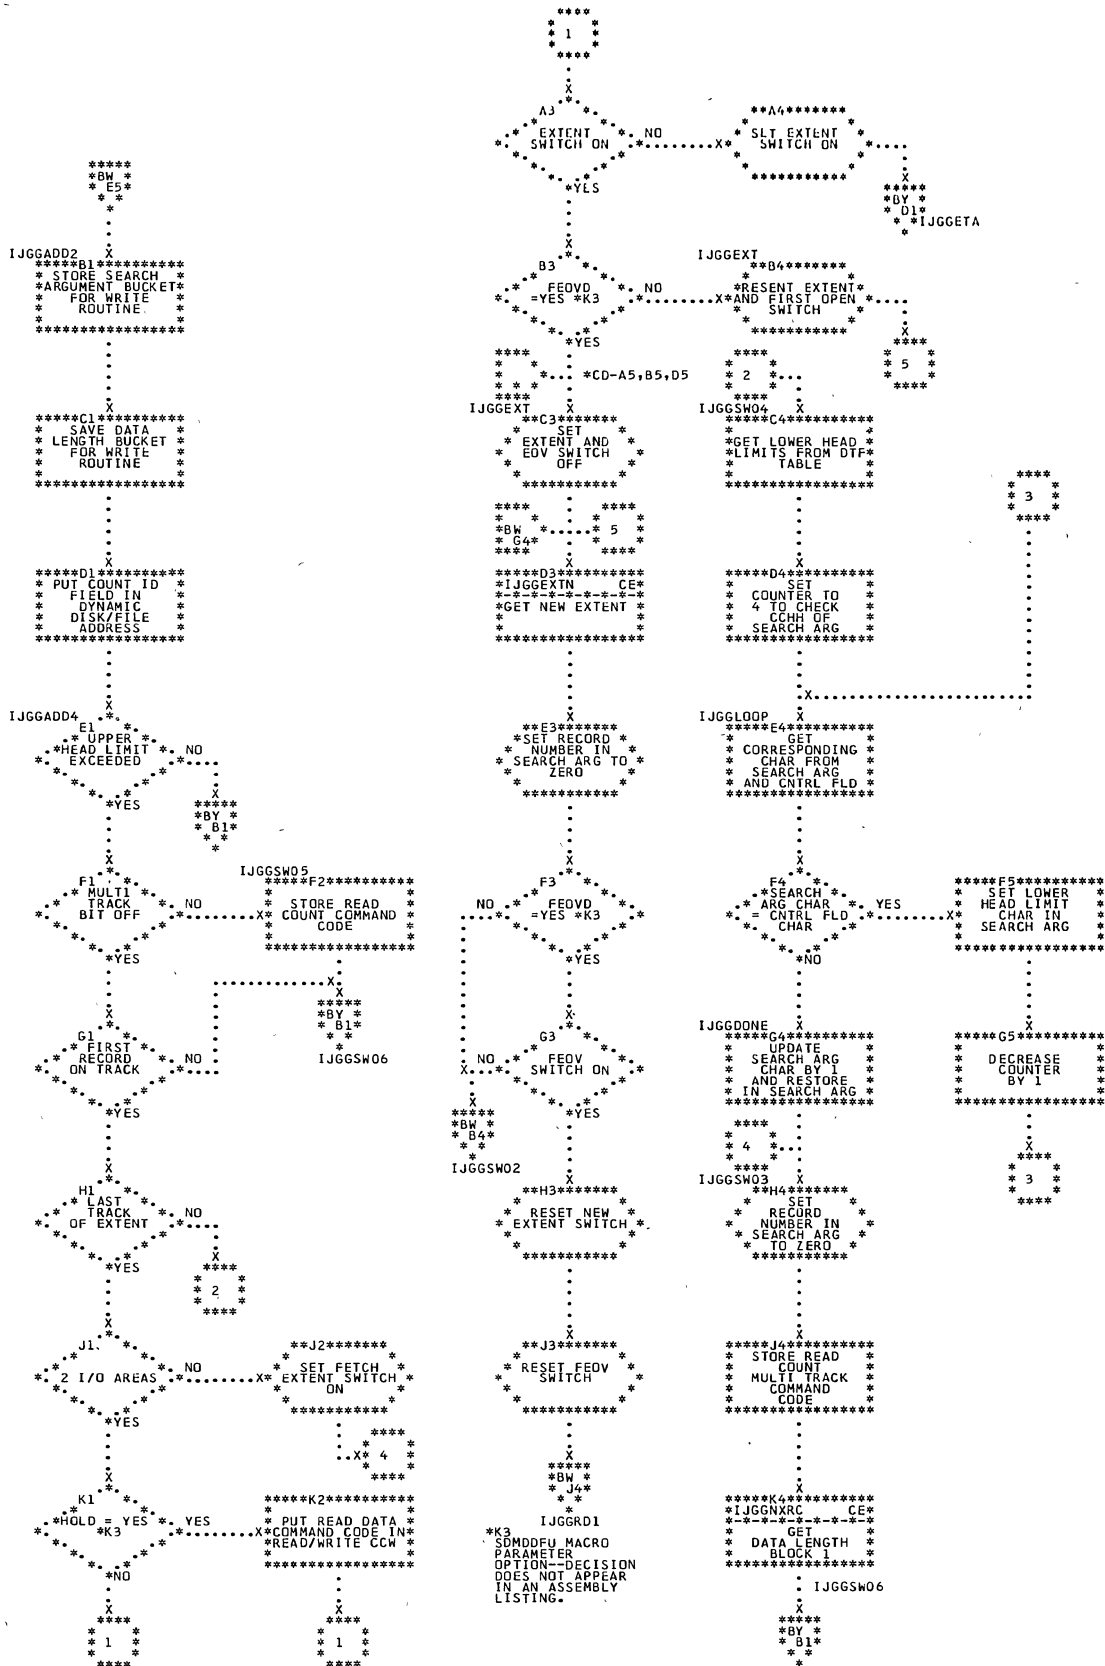 1
A3
EXTENT
SWITCH ON
NO
YES
A4
SLT EXTENT
SWITCH ON
BY
D1
IJGGETA
BW
E5
IJGGADD2
B1
STORE SEARCH
ARGUMENT BUCKET
FOR WRITE
ROUTINE
B3
FEOVD
=YES *K3
NO
YES
IJGGEXT
B4
RESENT EXTENT
AND FIRST OPEN
SWITCH
5
*CD-A5,B5,D5
2
IJGGEXT
C3
SET
EXTENT AND
EOV SWITCH
OFF
IJGGSW04
C4
GET LOWER HEAD
LIMITS FROM DTF
TABLE
C1
SAVE DATA
LENGTH BUCKET
FOR WRITE
ROUTINE
3
BW
G4
5
D1
PUT COUNT ID
FIELD IN
DYNAMIC
DISK/FILE
ADDRESS
D3
IJGGEXTN CE
GET NEW EXTENT
D4
SET
COUNTER TO
4 TO CHECK
CCHH OF
SEARCH ARG
IJGGADD4
E1
UPPER
HEAD LIMIT
EXCEEDED
NO
YES
BY
B1
E3
SET RECORD
NUMBER IN
SEARCH ARG TO
ZERO
IJGGLOOP
E4
GET
CORRESPONDING
CHAR FROM
SEARCH ARG
AND CNTRL FLD
F1
MULTI
TRACK
BIT OFF
NO
YES
IJGGSW05
F2
STORE READ
COUNT COMMAND
CODE
F3
FEOVD
=YES *K3
NO
YES
F4
SEARCH
ARG CHAR
= CNTRL FLD
CHAR
YES
NO
F5
SET LOWER
HEAD LIMIT
CHAR IN
SEARCH ARG
BY
B1
IJGGSW06
G1
FIRST
RECORD
ON TRACK
NO
YES
G3
FEOV
SWITCH ON
NO
YES
BW
B4
IJGGSW02
IJGGDONE
G4
UPDATE
SEARCH ARG
CHAR BY 1
AND RESTORE
IN SEARCH ARG
G5
DECREASE
COUNTER
BY 1
4
3
H1
LAST
TRACK
OF EXTENT
NO
YES
2
H3
RESET NEW
EXTENT SWITCH
IJGGSW03
H4
SET
RECORD
NUMBER IN
SEARCH ARG
TO ZERO
J1
2 I/O AREAS
NO
YES
J2
SET FETCH
EXTENT SWITCH
ON
4
J3
RESET FEOV
SWITCH
BW
J4
IJGGRD1
J4
STORE READ
COUNT
MULTI TRACK
COMMAND
CODE
K1
HOLD = YES
*K3
YES
NO
K2
PUT READ DATA
COMMAND CODE IN
READ/WRITE CCW
*K3
SDMODFU MACRO
PARAMETER
OPTION--DECISION
DOES NOT APPEAR
IN AN ASSEMBLY
LISTING.
K4
IJGGNXRC CE
GET
DATA LENGTH
BLOCK 1
IJGGSW06
1
1
BY
B1